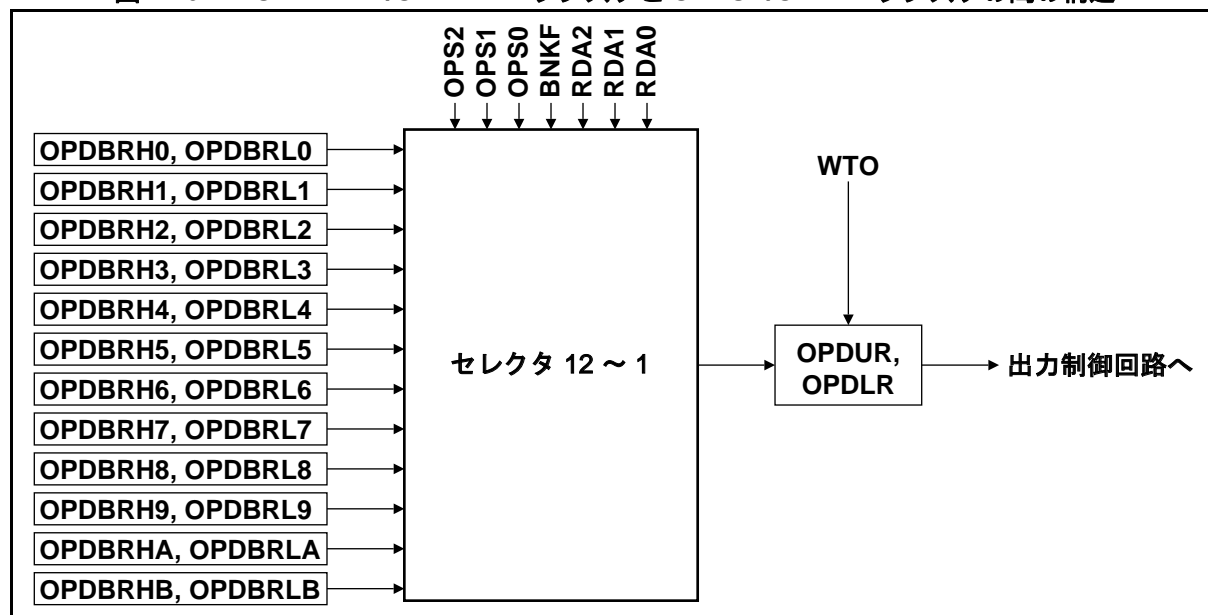 OPS2
OPS1
OPS0
BNKF
RDA2
RDA1
RDA0
OPDBRH0, OPDBRL0
OPDBRH1, OPDBRL1
OPDBRH2, OPDBRL2
OPDBRH3, OPDBRL3
OPDBRH4, OPDBRL4
OPDBRH5, OPDBRL5
OPDBRH6, OPDBRL6
OPDBRH7, OPDBRL7
OPDBRH8, OPDBRL8
OPDBRH9, OPDBRL9
OPDBRHA, OPDBRLA
OPDBRHB, OPDBRLB
セレクタ 12 ～ 1
WTO
OPDUR,
OPDLR
出力制御回路へ